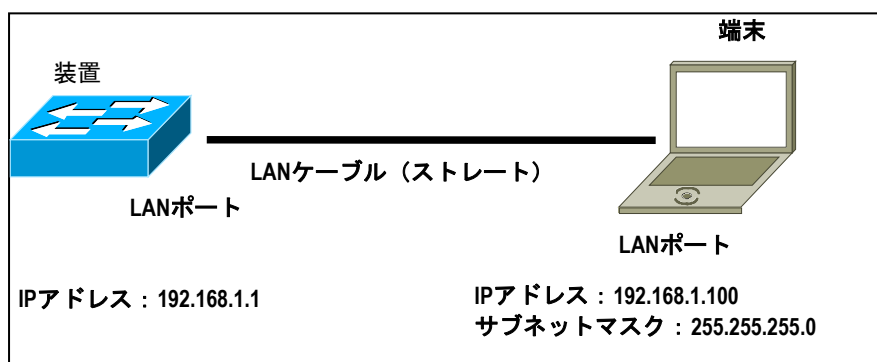 端末
装置
LANケーブル（ストレート）
LANポート
LANポート
IPアドレス：192.168.1.1
IPアドレス：192.168.1.100
サブネットマスク：255.255.255.0